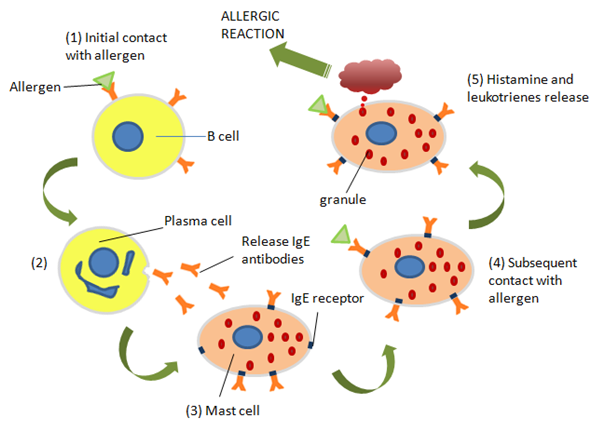 (1) Initial contact
with allergen
Allergen
B cell
Plasma cell
(2)
Release IgE
antibodies
IgE receptor
(3) Mast cell
(4) Subsequent
contact with
allergen
(5) Histamine and
leukotrienes release
granule
ALLERGIC
REACTION